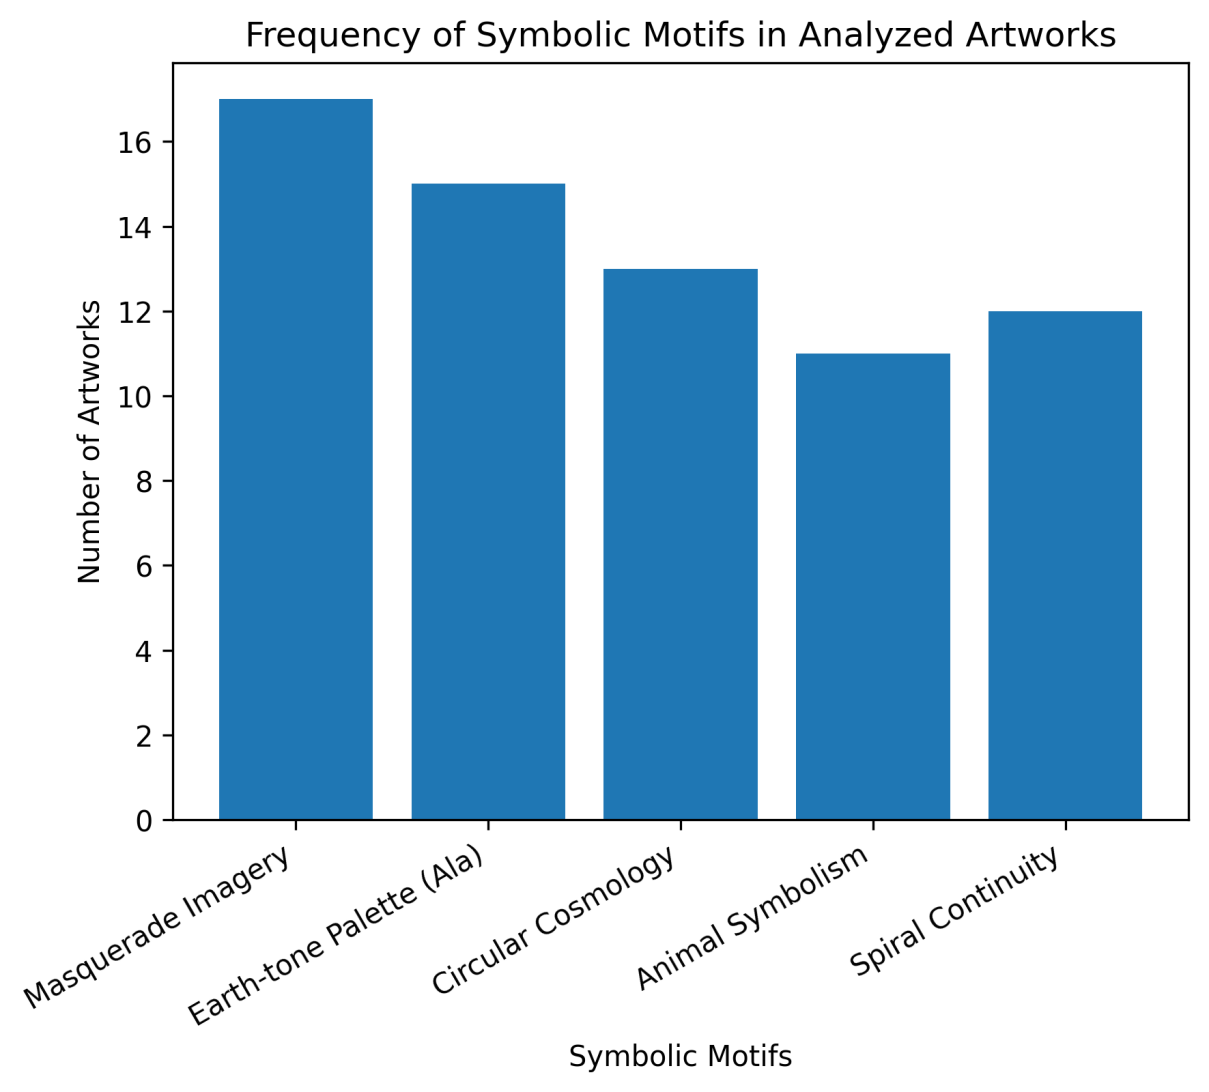 Frequency of Symbolic Motifs in Analyzed Artworks
Number of Artworks
16
14
12
10
8
6
4
2
0
Masquerade Imagery
Earth-tone Palette (Ala)
Circular Cosmology
Animal Symbolism
Spiral Continuity
Symbolic Motifs